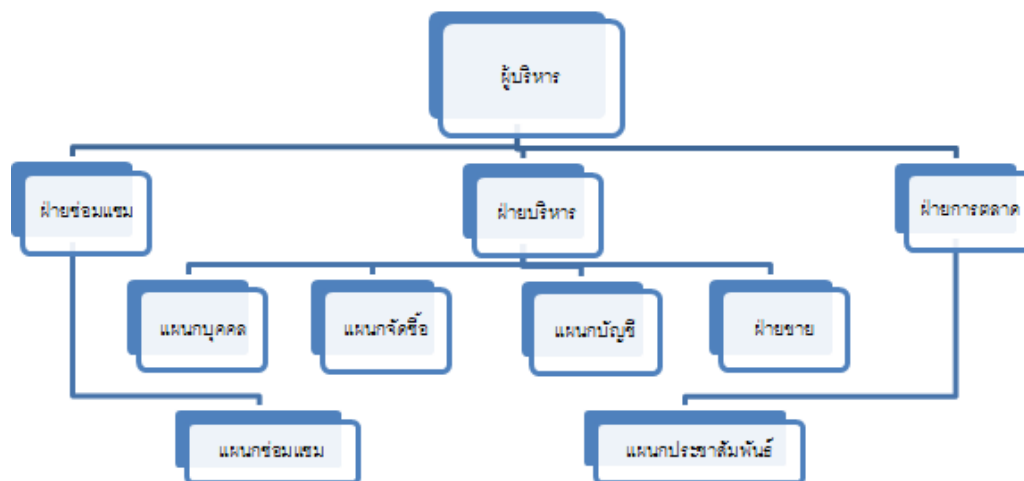 ผู้บริหาร
ฝ่ายซ่อมแซม
ฝ่ายบริหาร
ฝ่ายการตลาด
แผนกบุคคล
แผนกจัดซื้อ
แผนกบัญชี
ฝ่ายขาย
แผนกซ่อมแซม
แผนกประชาสัมพันธ์